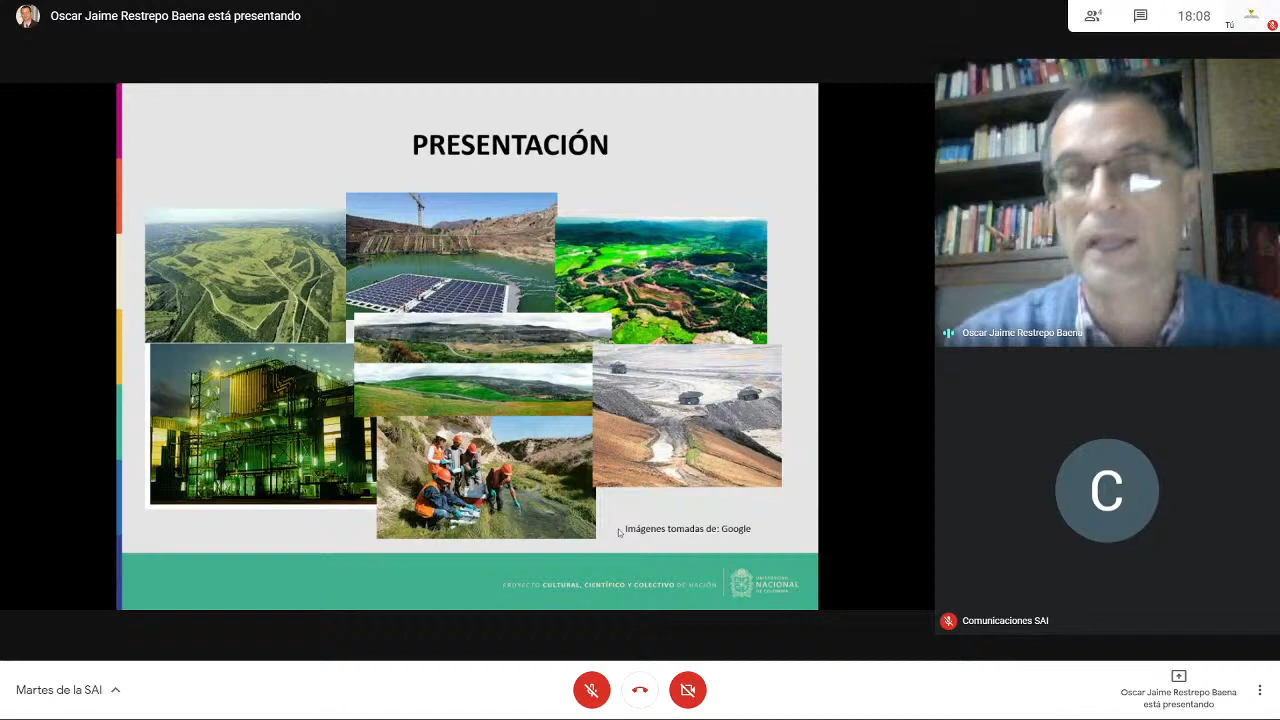 Oscar Jaime Restrepo Baena está presentando
4
18:08
Tú
PRESENTACIÓN
Oscar Jaime Restrepo Baena
Imágenes tomadas de: Google
PROYECTO CULTURAL, CIENTÍFICO Y COLECTIVO DE NACIÓN
UNIVERSIDAD
NACIONAL
DE COLOMBIA
C
Comunicaciones SAI
Martes de la SAI
Oscar Jaime Restrepo Baena
está presentando